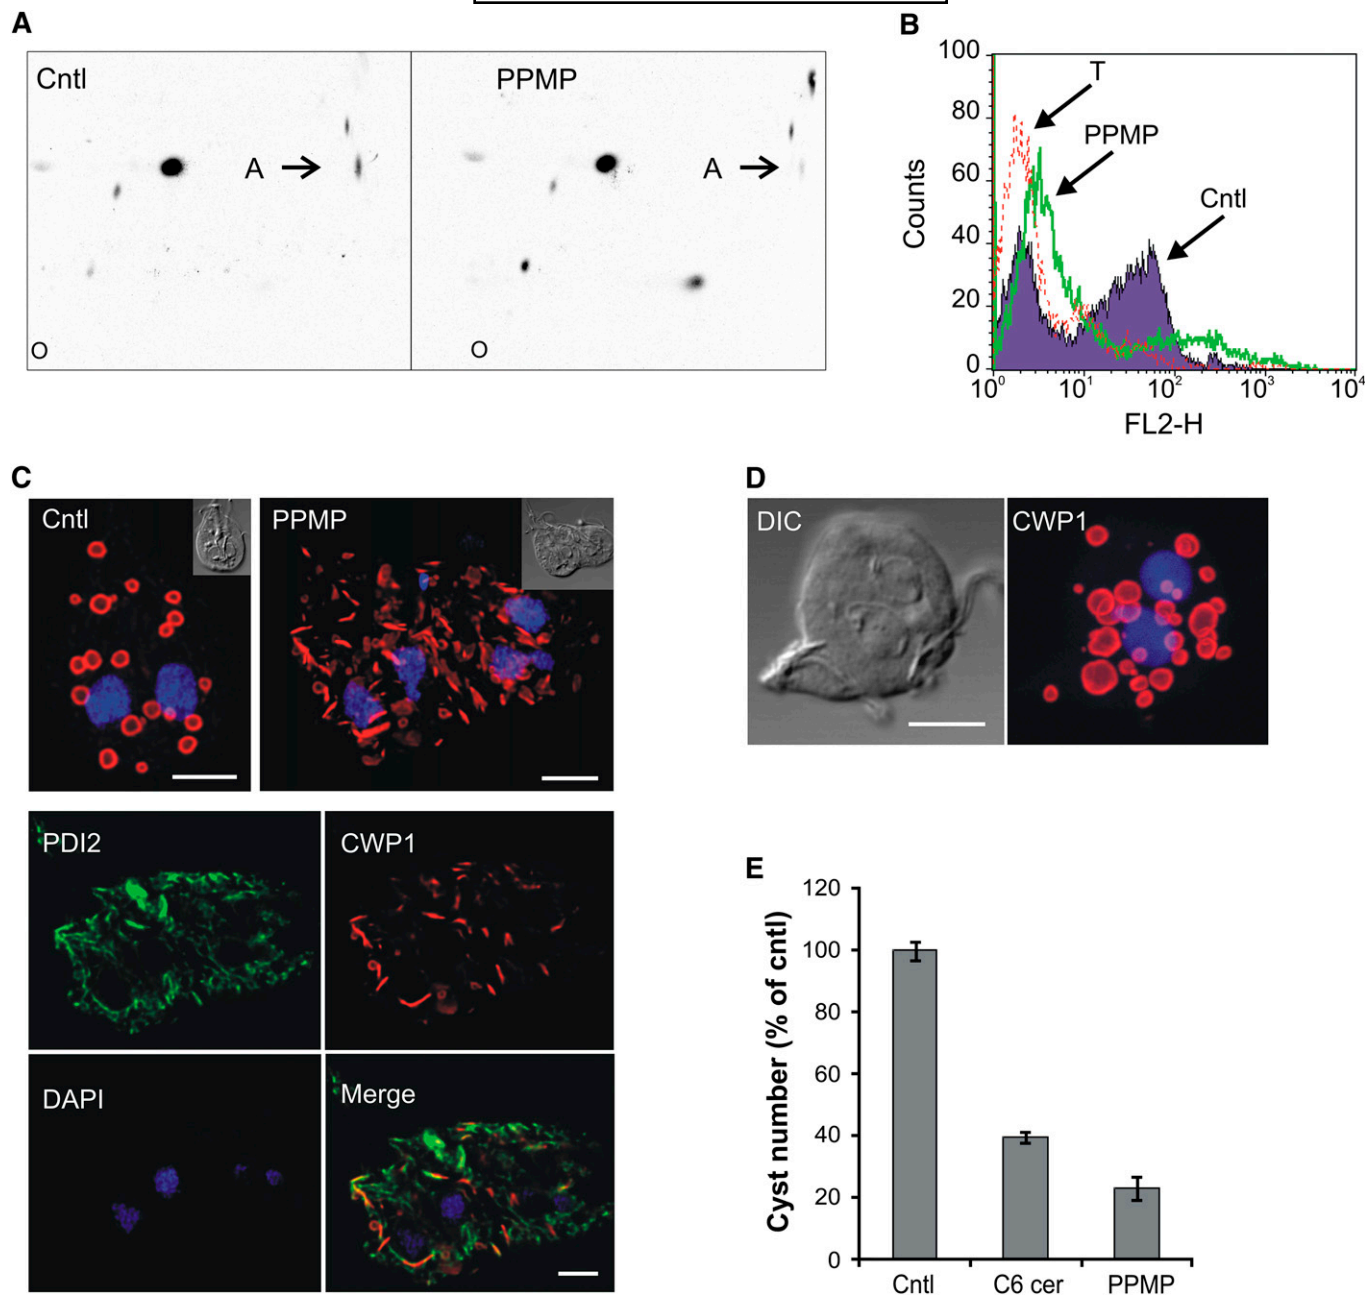 A
Cntl
PPMP
A
A
O
O
B
100
80
60
40
20
0
Counts
T
PPMP
Cntl
10⁰
10¹
10²
10³
10⁴
FL2-H
C
Cntl
PPMP
PDI2
CWP1
DAPI
Merge
D
DIC
CWP1
E
120
100
80
60
40
20
0
Cyst number (% of cntl)
Cntl
C6 cer
PPMP